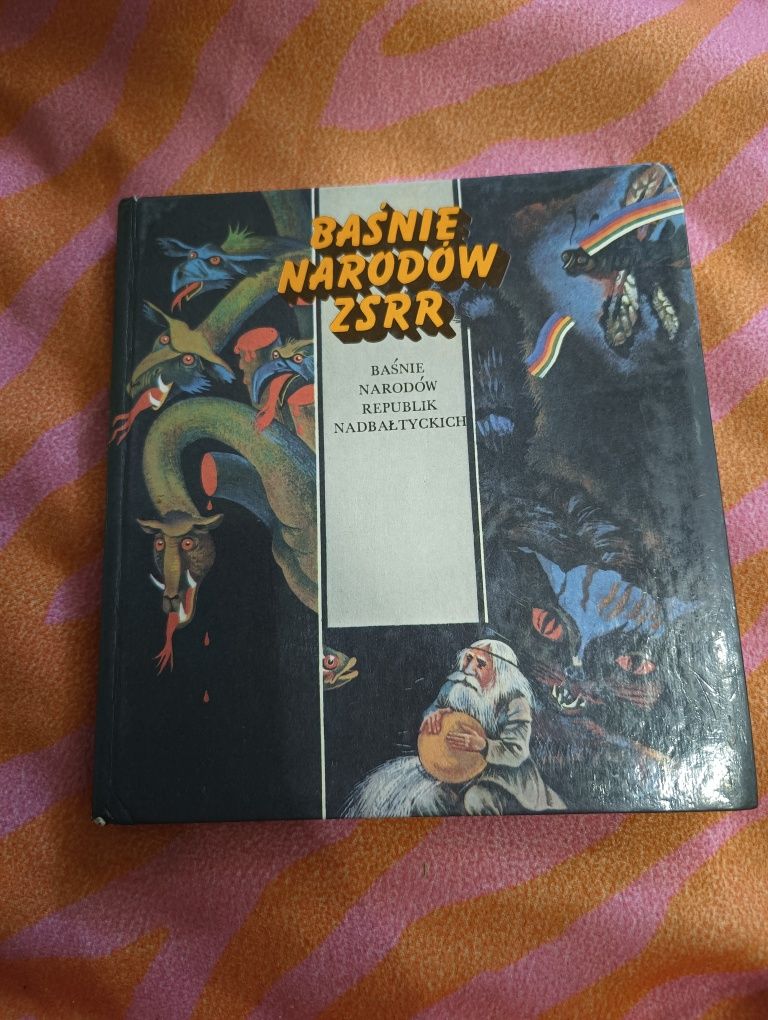 BAŚNIE
NARODÓW
ZSRR
BAŚNIE
NARODÓW
REPUBLIK
NADBAŁTYCKICH